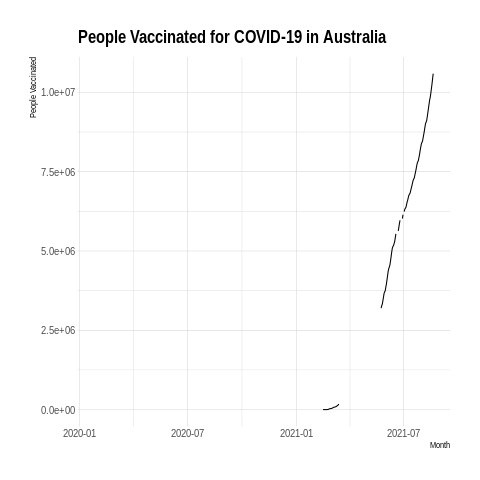 People Vaccinated for COVID-19 in Australia
People Vaccinated
1.0e+07
7.5e+06
5.0e+06
2.5e+06
0.0e+00
2020-01 2020-07 2021-01 2021-07
Month